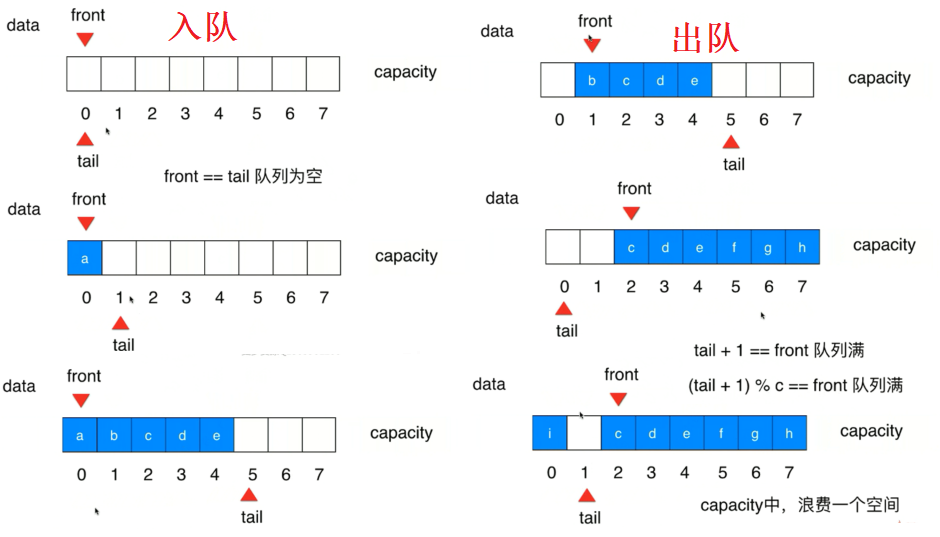 入队
data
front
capacity
0 1 2 3 4 5 6 7
tail
front == tail 队列为空
data
front
a
capacity
0 1 2 3 4 5 6 7
tail
data
front
a b c d e
capacity
0 1 2 3 4 5 6 7
tail
出队
data
front
b c d e
capacity
0 1 2 3 4 5 6 7
tail
data
front
c d e f g h
capacity
0 1 2 3 4 5 6 7
tail
tail + 1 == front 队列满
(tail + 1) % c == front 队列满
data
front
i c d e f g h
capacity
0 1 2 3 4 5 6 7
tail
capacity中，浪费一个空间